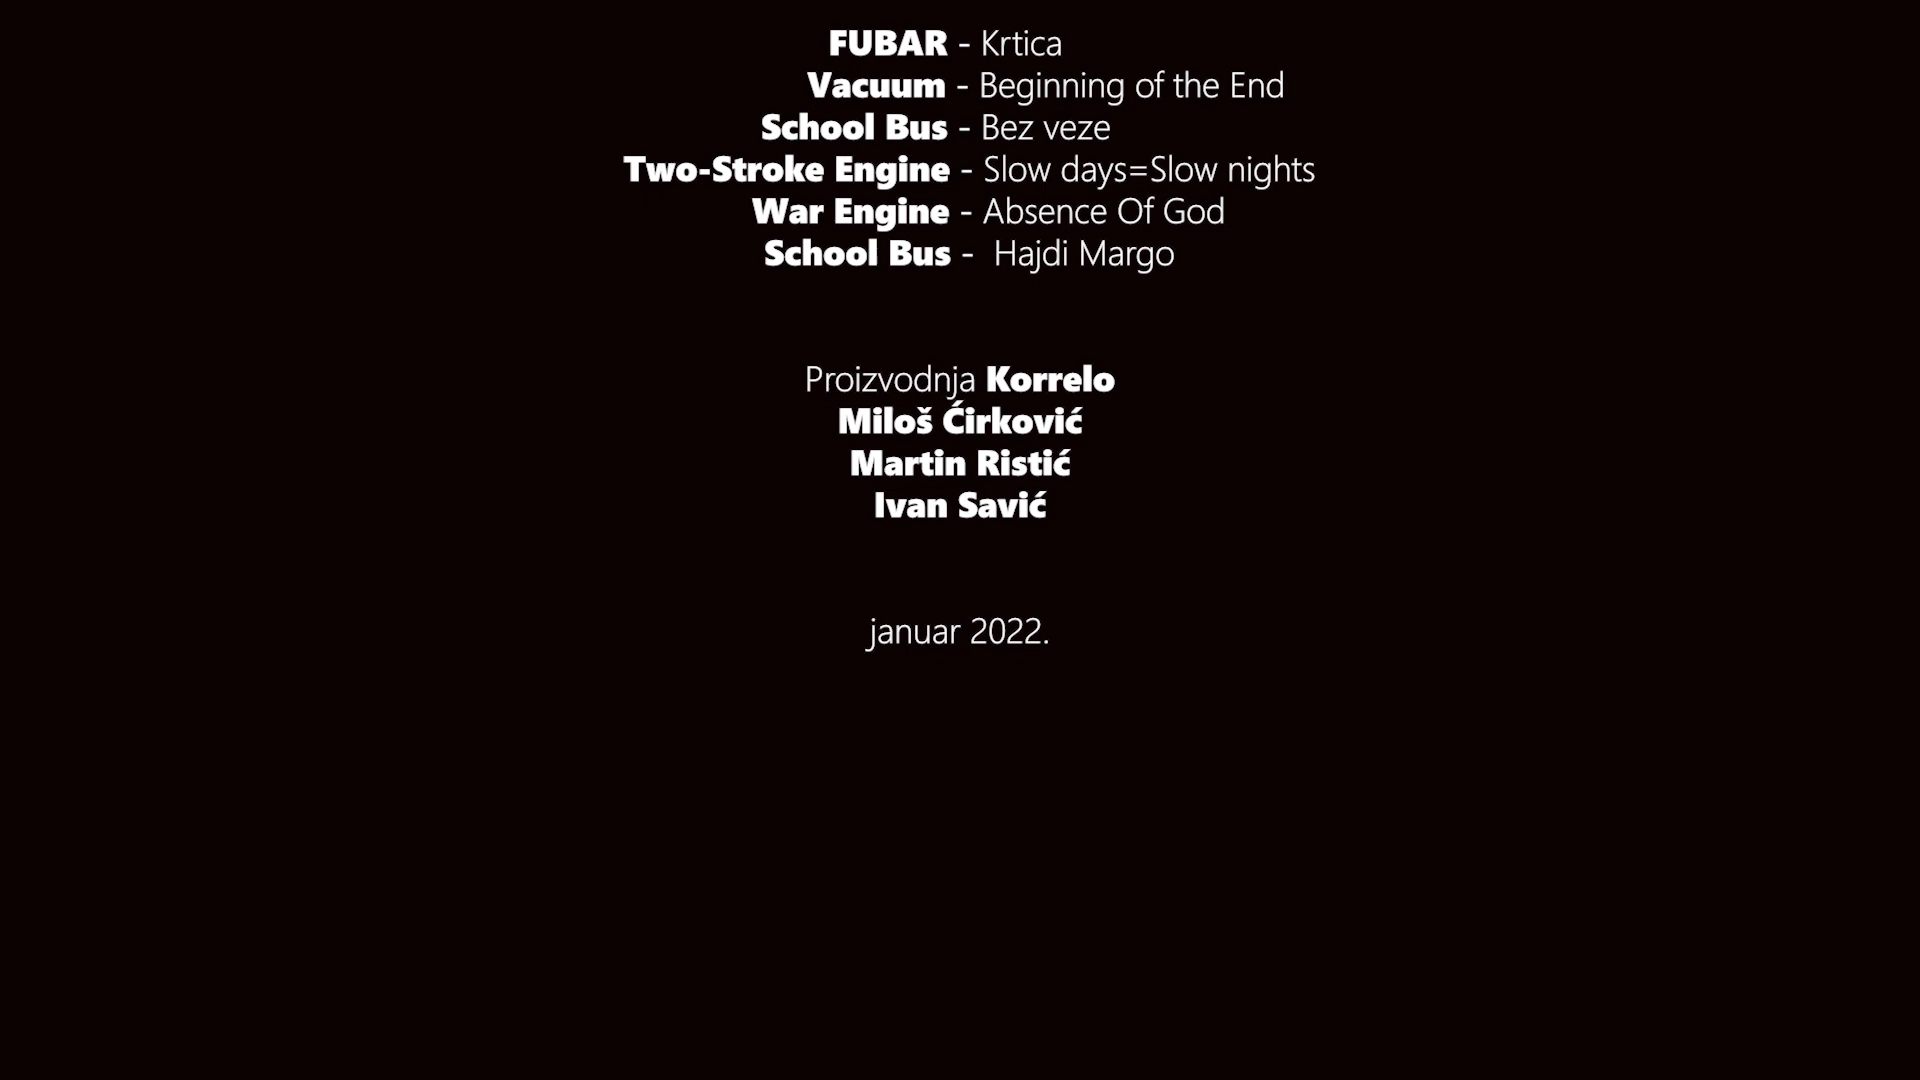 FUBAR - Krtica
Vacuum - Beginning of the End
School Bus - Bez veze
Two-Stroke Engine - Slow days=Slow nights
War Engine - Absence Of God
School Bus -  Hajdi Margo
Proizvodnja Korrelo
Miloš Ćirković
Martin Ristić
Ivan Savić
januar 2022.